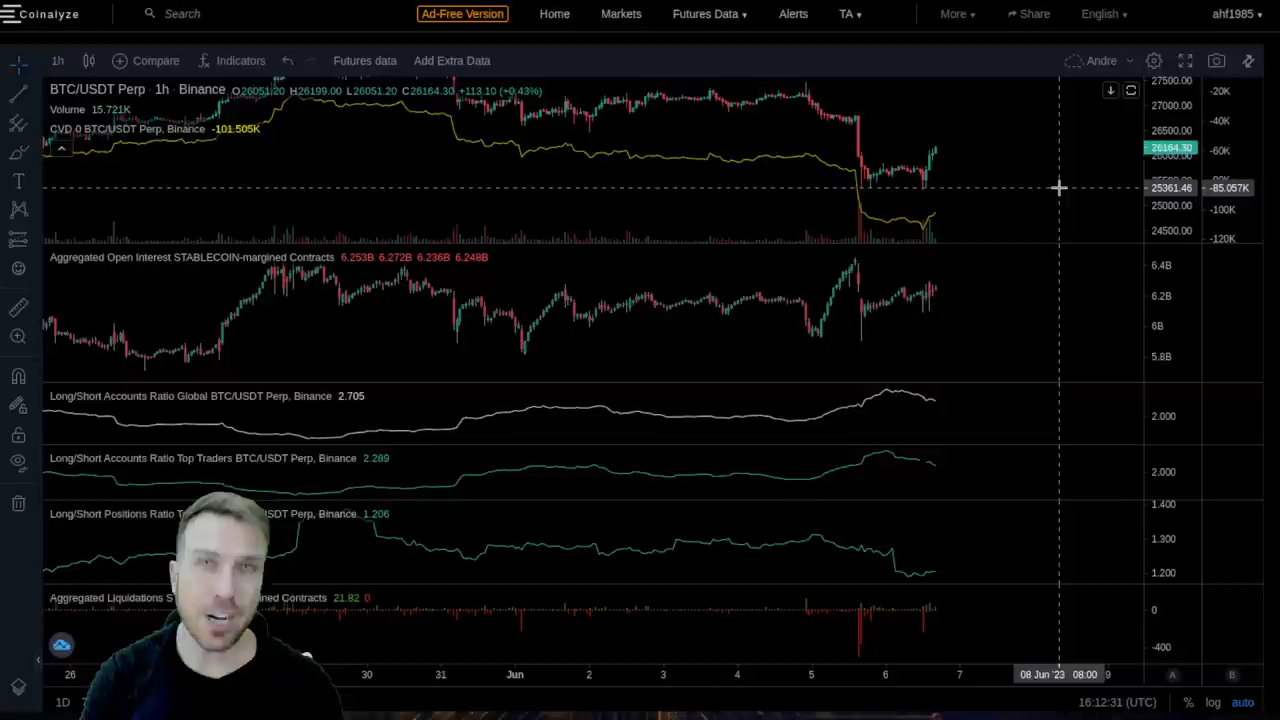 Coinalyze
Search
Ad-Free Version
Home
Markets
Futures Data
Alerts
TA
More
Share
English
ahf1985
1h
Compare
Indicators
Futures data
Add Extra Data
Andre
BTC/USDT Perp 1h Binance O26051.20 H26199.00 L26051.20 C26164.30 +113.10 (+0.43%)
Volume 15.721K
CVD 0 BTC/USDT Perp, Binance -101.505K
27500.00 -20K
27000.00
-40K
26500.00
26164.30 -60K
26000.00
25361.46 -85.057K
25000.00 -100K
24500.00 -120K
Aggregated Open Interest STABLECOIN-margined Contracts 6.253B 6.272B 6.236B 6.248B
6.4B
6.2B
6B
5.8B
Long/Short Accounts Ratio Global BTC/USDT Perp, Binance 2.705
2.000
Long/Short Accounts Ratio Top Traders BTC/USDT Perp, Binance 2.289
2.000
Long/Short Positions Ratio T SDT Perp, Binance 1.206
1.400
1.300
1.200
Aggregated Liquidations S ined Contracts 21.82 0
0
-400
26 30 31 Jun 2 3 4 5 6 7 08 Jun '23 08:00 9 A B
1D 16:12:31 (UTC) % log auto